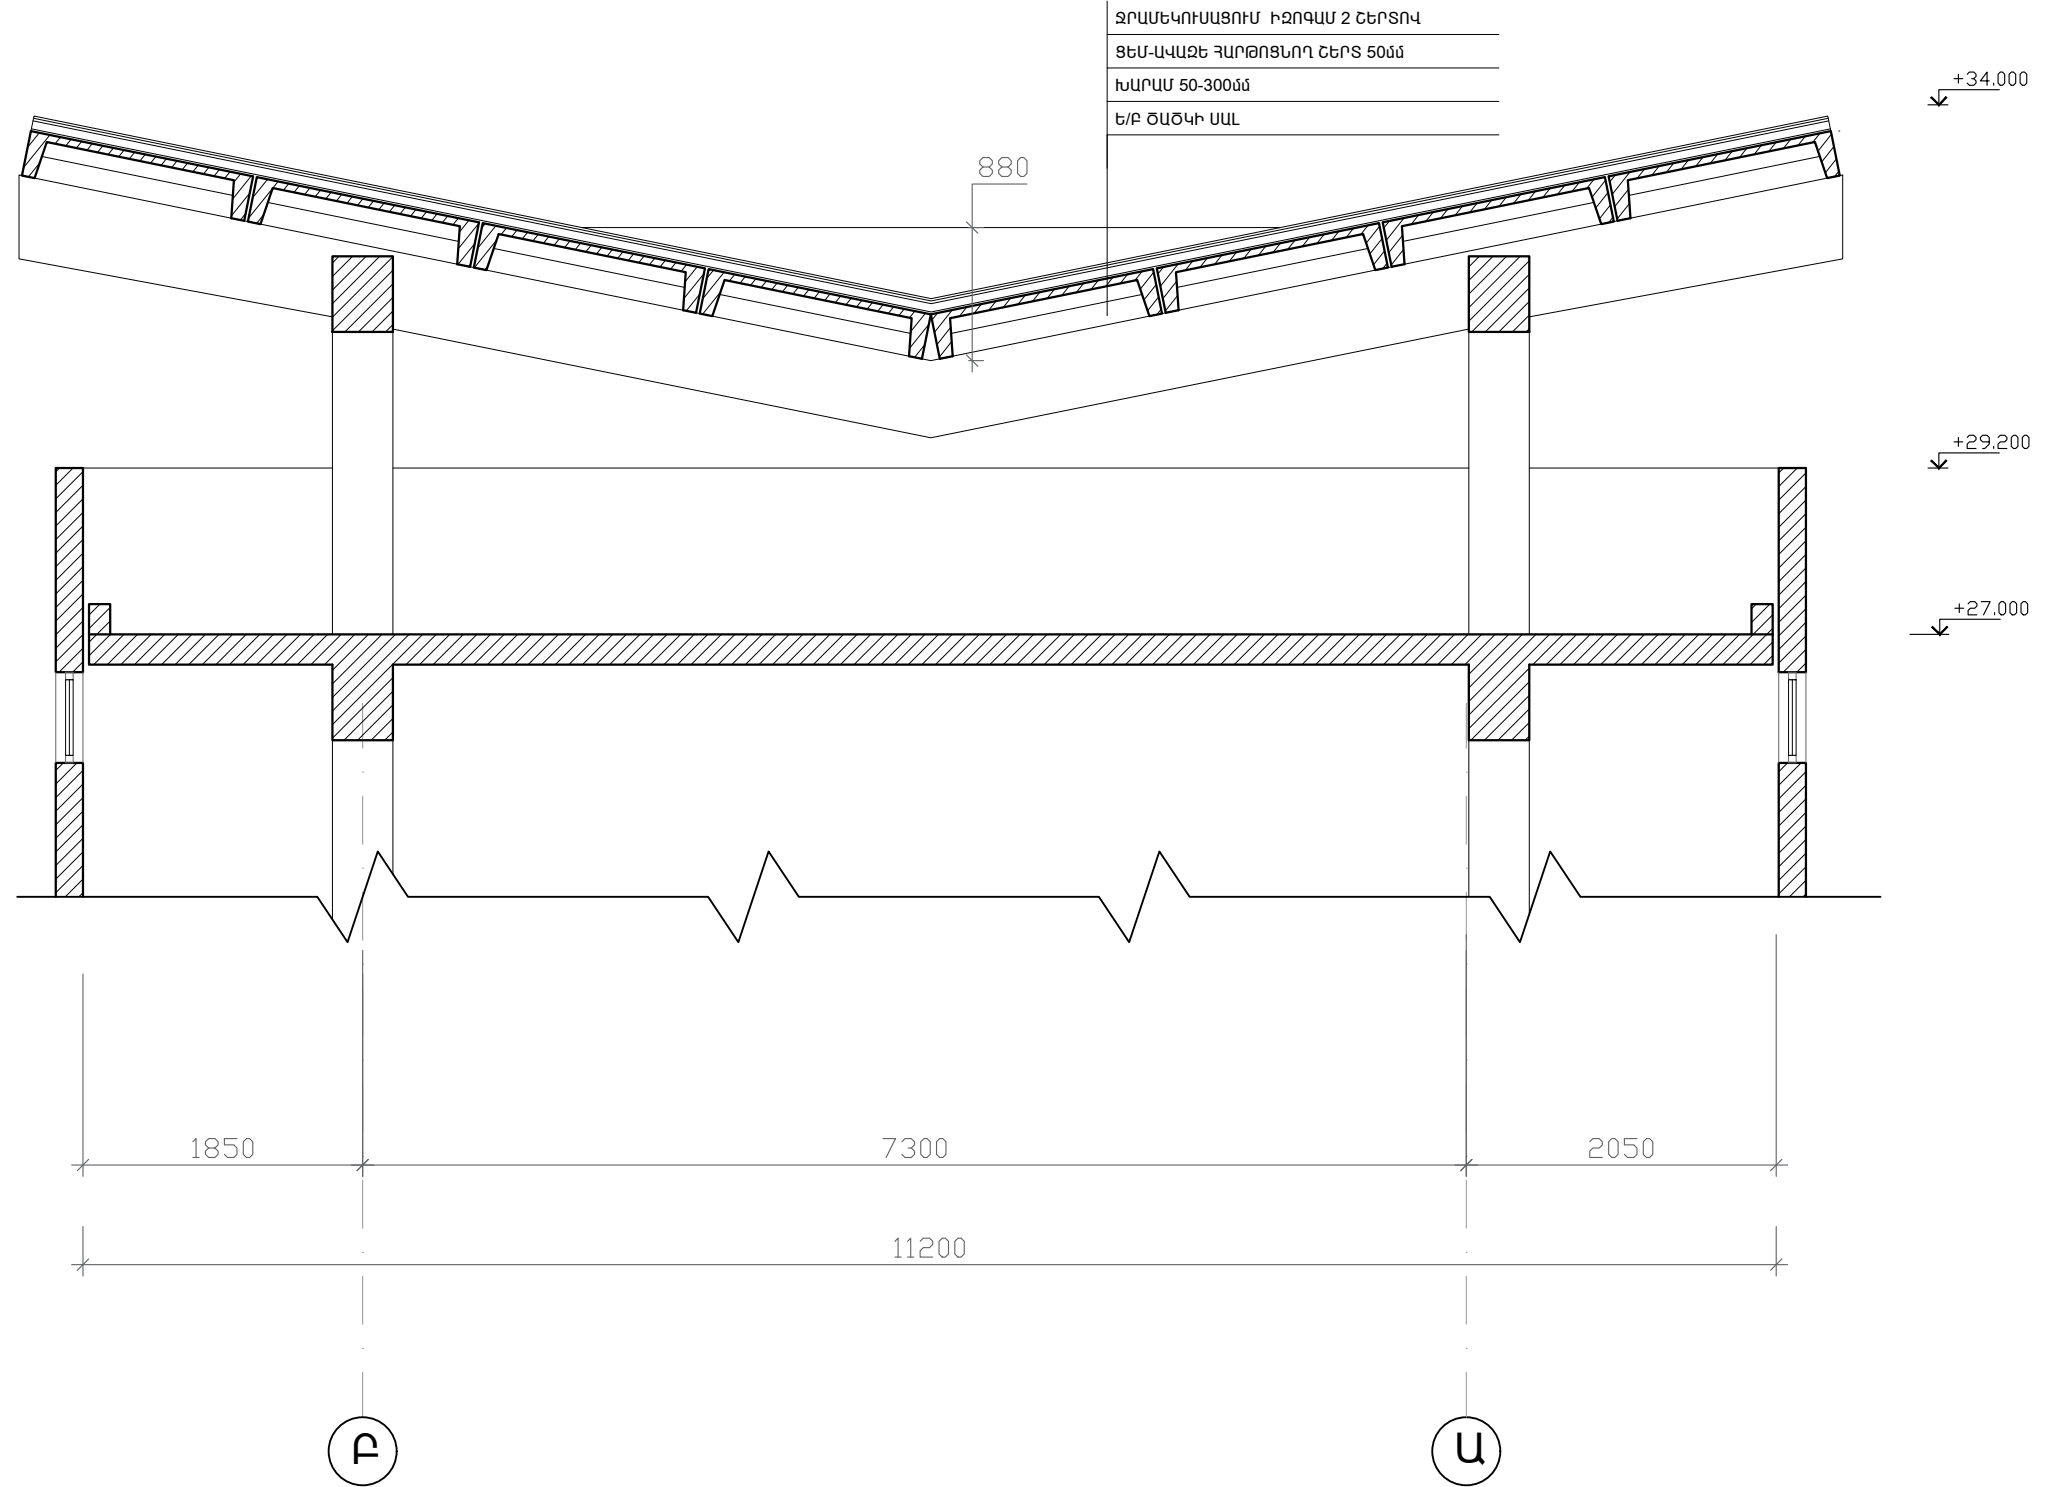 ՋՐԱՄԵԿՈՒՍԱՑՈՒՄ ԻԶՈԳԱՄ 2 ՇԵՐՏՈՎ
ՑԵՄ-ԱՎԱԶԵ ՀԱՐԹՈՑՆՈՂ ՇԵՐՏ 50մմ
ԽԱՐԱՄ 50-300մմ
Ե/Բ ԾԱԾԿԻ ՍԱԼ
+34.000
880
+29.200
+27.000
1850 7300 2050
11200
Բ Ա